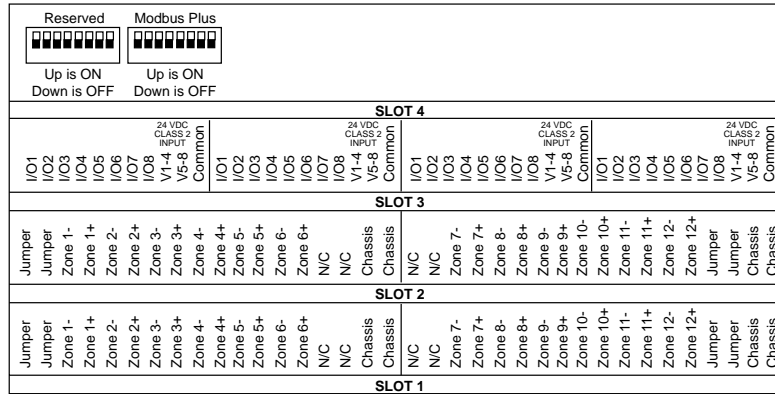 Reserved Modbus Plus
Up is ON Up is ON
Down is OFF Down is OFF
SLOT 4
I/O1 I/O2 I/O3 I/O4 I/O5 I/O6 I/O7 I/O8 24 VDC CLASS 2 INPUT V1-4 V5-8 Common I/O1 I/O2 I/O3 I/O4 I/O5 I/O6 I/O7 I/O8 24 VDC CLASS 2 INPUT V1-4 V5-8 Common I/O1 I/O2 I/O3 I/O4 I/O5 I/O6 I/O7 I/O8 24 VDC CLASS 2 INPUT V1-4 V5-8 Common I/O1 I/O2 I/O3 I/O4 I/O5 I/O6 I/O7 I/O8 24 VDC CLASS 2 INPUT V1-4 V5-8 Common
SLOT 3
Jumper Jumper Zone 1- Zone 1+ Zone 2- Zone 2+ Zone 3- Zone 3+ Zone 4- Zone 4+ Zone 5- Zone 5+ Zone 6- Zone 6+ N/C N/C Chassis Chassis N/C N/C Zone 7- Zone 7+ Zone 8- Zone 8+ Zone 9- Zone 9+ Zone 10- Zone 10+ Zone 11- Zone 11+ Zone 12- Zone 12+ Jumper Jumper Chassis Chassis
SLOT 2
Jumper Jumper Zone 1- Zone 1+ Zone 2- Zone 2+ Zone 3- Zone 3+ Zone 4- Zone 4+ Zone 5- Zone 5+ Zone 6- Zone 6+ N/C N/C Chassis Chassis N/C N/C Zone 7- Zone 7+ Zone 8- Zone 8+ Zone 9- Zone 9+ Zone 10- Zone 10+ Zone 11- Zone 11+ Zone 12- Zone 12+ Jumper Jumper Chassis Chassis
SLOT 1